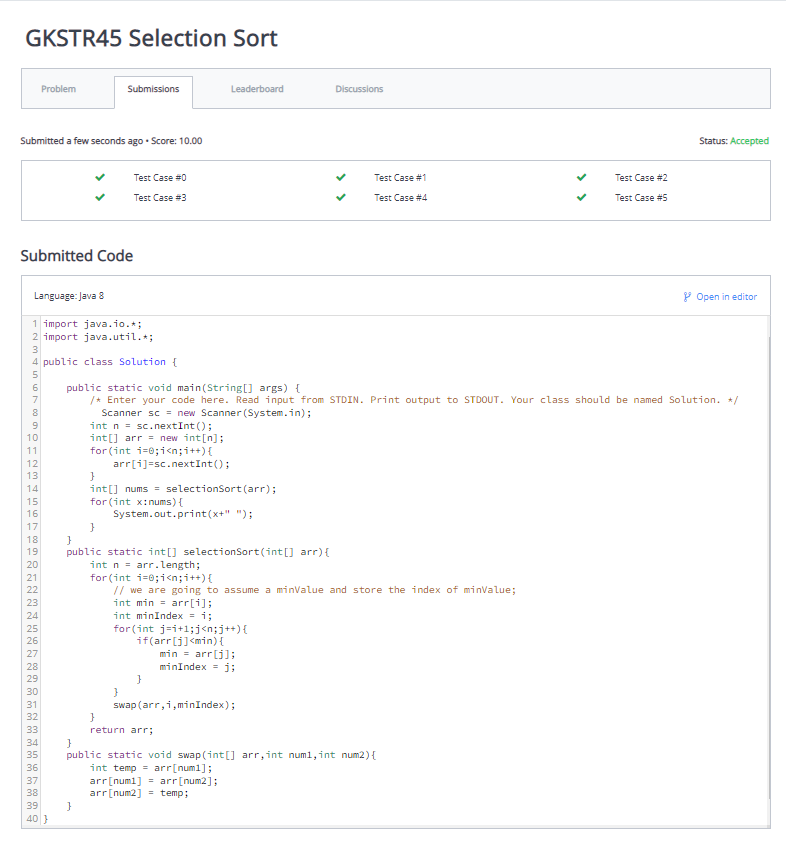 GKSTR45 Selection Sort
Problem Submissions Leaderboard Discussions
Submitted a few seconds ago • Score: 10.00 Status: Accepted
Test Case #0 Test Case #1 Test Case #2
Test Case #3 Test Case #4 Test Case #5
Submitted Code
Language: Java 8 Open in editor
1 import java.io.*;
2 import java.util.*;
3
4 public class Solution {
5
6     public static void main(String[] args) {
7         /* Enter your code here. Read input from STDIN. Print output to STDOUT. Your class should be named Solution. */
8           Scanner sc = new Scanner(System.in);
9         int n = sc.nextInt();
10         int[] arr = new int[n];
11         for(int i=0;i<n;i++){
12             arr[i]=sc.nextInt();
13         }
14         int[] nums = selectionSort(arr);
15         for(int x:nums){
16             System.out.print(x+" ");
17         }
18     }
19     public static int[] selectionSort(int[] arr){
20         int n = arr.length;
21         for(int i=0;i<n;i++){
22             // we are going to assume a minValue and store the index of minValue;
23             int min = arr[i];
24             int minIndex = i;
25             for(int j=i+1;j<n;j++){
26                 if(arr[j]<min){
27                     min = arr[j];
28                     minIndex = j;
29                 }
30             }
31             swap(arr,i,minIndex);
32         }
33         return arr;
34     }
35     public static void swap(int[] arr,int num1,int num2){
36         int temp = arr[num1];
37         arr[num1] = arr[num2];
38         arr[num2] = temp;
39     }
40 }